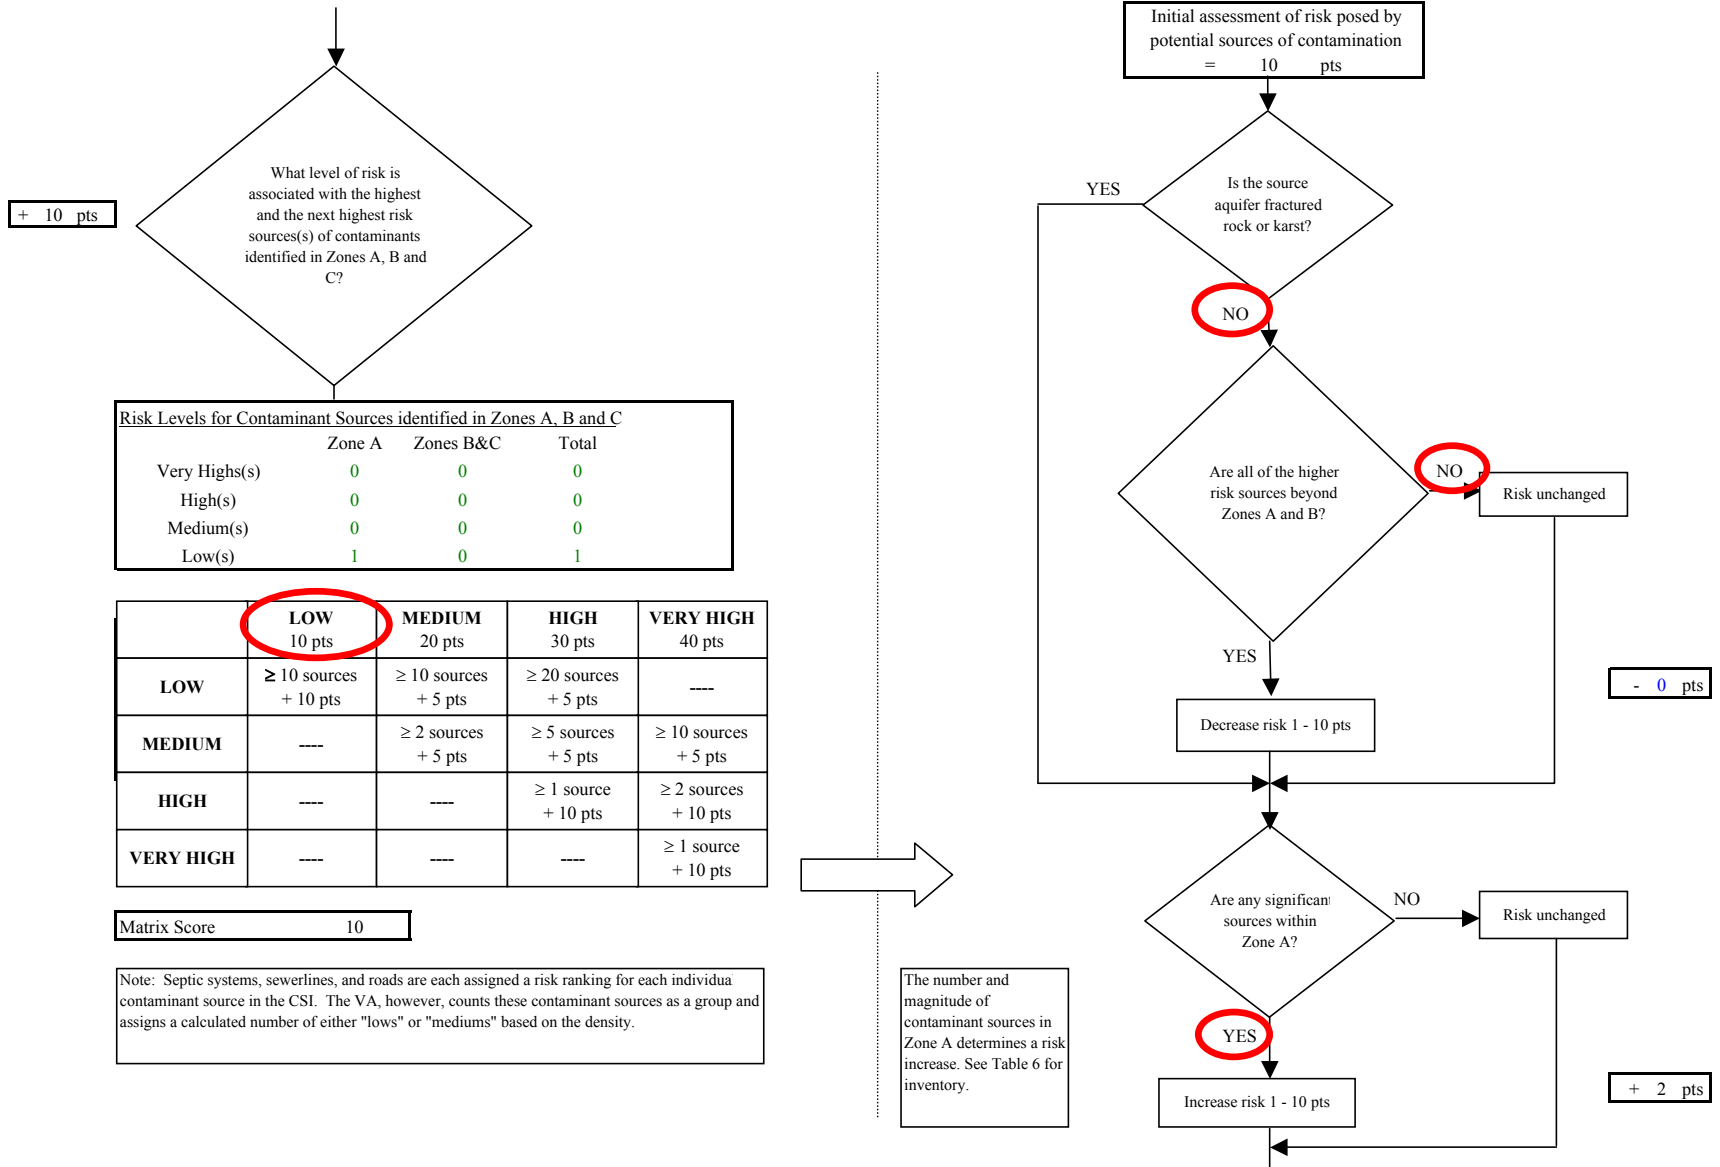 + 10 pts
What level of risk is
associated with the highest
and the next highest risk
sources(s) of contaminants
identified in Zones A, B and
C?
Risk Levels for Contaminant Sources identified in Zones A, B and C
Zone A Zones B&C Total
Very Highs(s) 0 0 0
High(s) 0 0 0
Medium(s) 0 0 0
Low(s) 1 0 1
LOW MEDIUM HIGH VERY HIGH
10 pts 20 pts 30 pts 40 pts
LOW ≥ 10 sources + 10 pts ≥ 10 sources + 5 pts ≥ 20 sources + 5 pts ----
MEDIUM ---- ≥ 2 sources + 5 pts ≥ 5 sources + 5 pts ≥ 10 sources + 5 pts
HIGH ---- ---- ≥ 1 source + 10 pts ≥ 2 sources + 10 pts
VERY HIGH ---- ---- ---- ≥ 1 source + 10 pts
Matrix Score 10
Note: Septic systems, sewerlines, and roads are each assigned a risk ranking for each individua
contaminant source in the CSI. The VA, however, counts these contaminant sources as a group and
assigns a calculated number of either "lows" or "mediums" based on the density.
Initial assessment of risk posed by
potential sources of contamination
= 10 pts
Is the source
aquifer fractured
rock or karst?
YES
NO
Are all of the higher
risk sources beyond
Zones A and B?
NO
Risk unchanged
YES
Decrease risk 1 - 10 pts
- 0 pts
Are any significant
sources within
Zone A?
NO
Risk unchanged
The number and
magnitude of
contaminant sources in
Zone A determines a risk
increase. See Table 6 for
inventory.
YES
Increase risk 1 - 10 pts
+ 2 pts